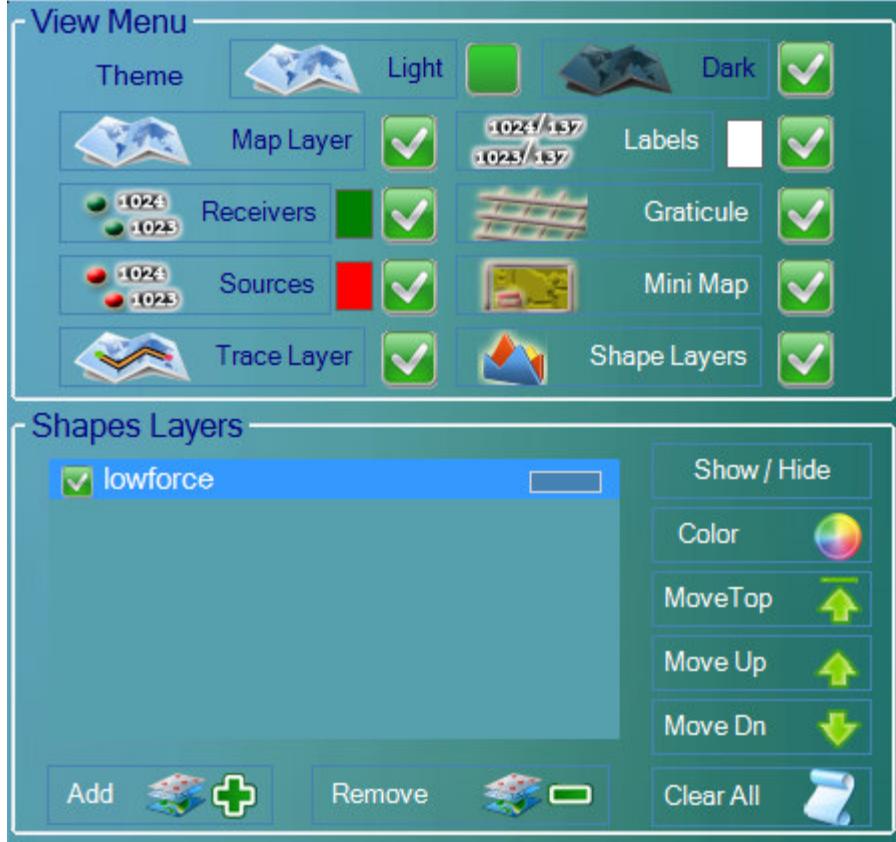 View Menu
Theme Light Dark
Map Layer 1024/137 1023/137 Labels
1024 1023 Receivers Graticule
1024 1023 Sources Mini Map
Trace Layer Shape Layers
Shapes Layers
lowforce
Show / Hide
Color
MoveTop
Move Up
Move Dn
Add Remove Clear All